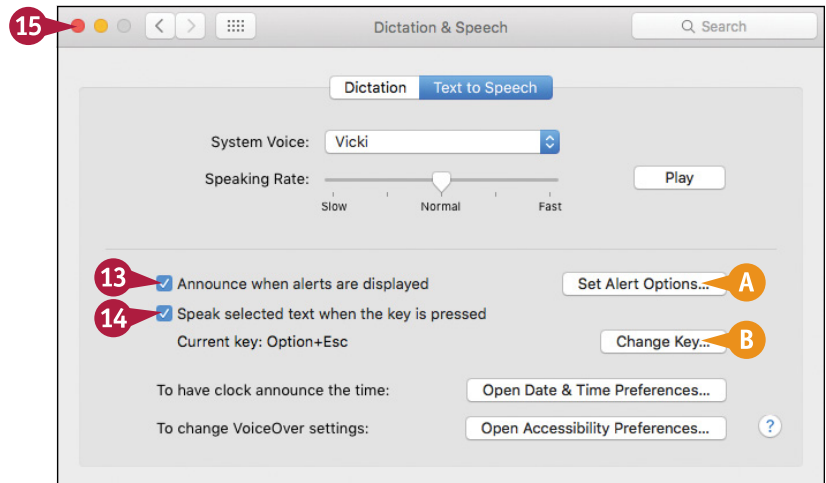 15
Dictation & Speech
Search
Dictation Text to Speech
System Voice: Vicki
Speaking Rate:
Play
Slow Normal Fast
13 Announce when alerts are displayed Set Alert Options... A
14 Speak selected text when the key is pressed
Current key: Option+Esc Change Key... B
To have clock announce the time: Open Date & Time Preferences...
To change VoiceOver settings: Open Accessibility Preferences... ?